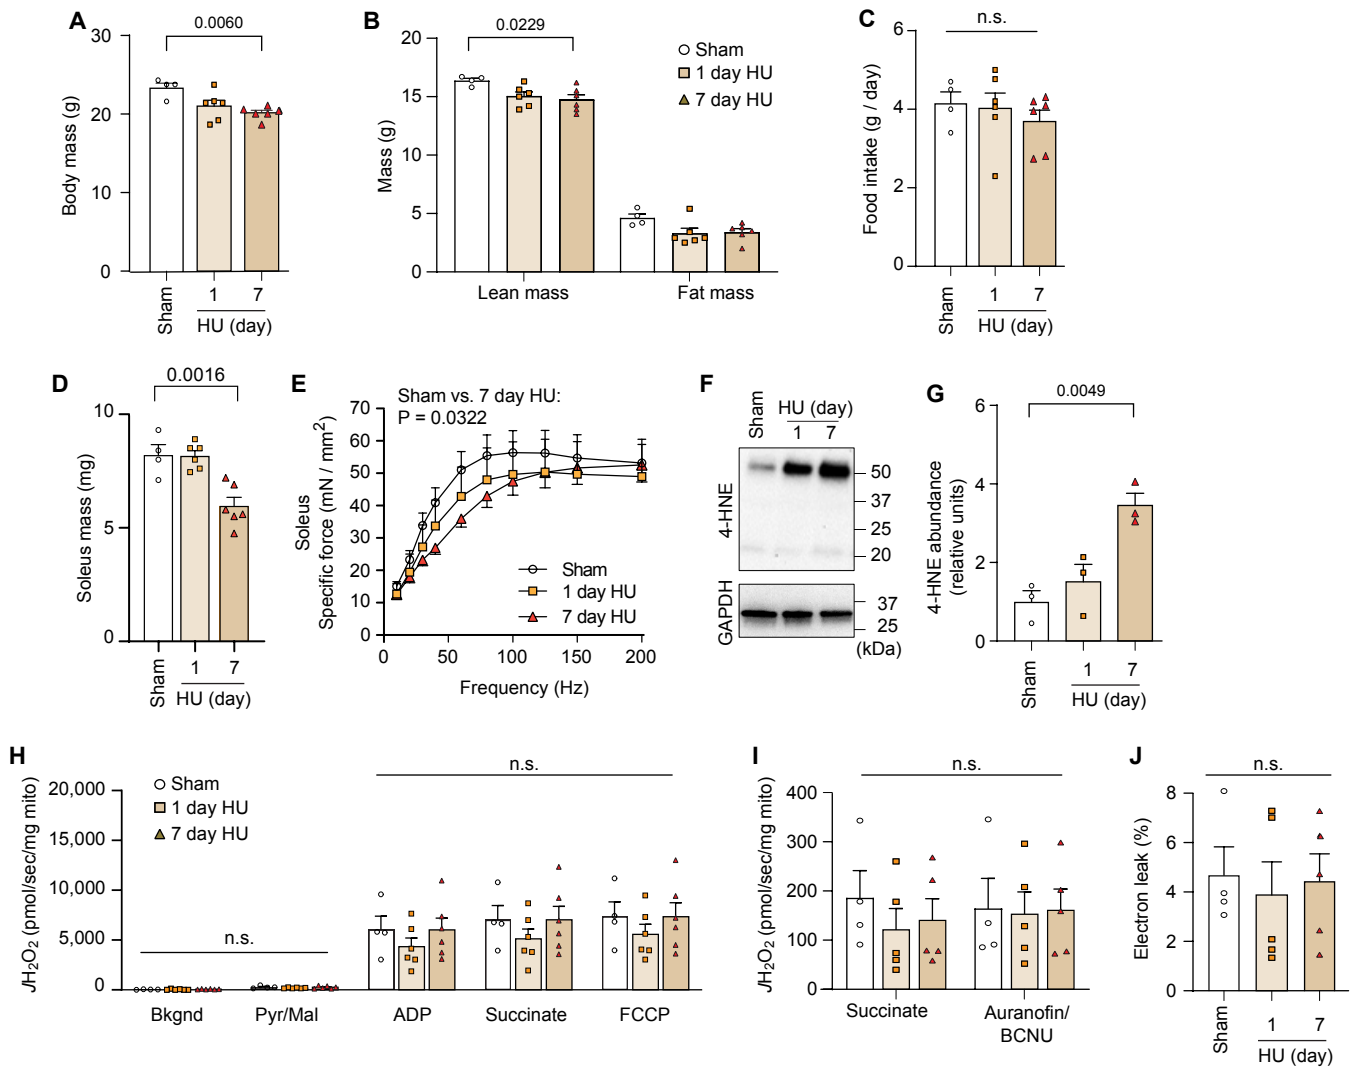 A
0.0060
Body mass (g)
30
20
10
0
Sham
1
7
HU (day)
B
0.0229
Mass (g)
20
15
10
5
0
Lean mass
Fat mass
Sham
1 day HU
7 day HU
C
n.s.
Food intake (g / day)
6
4
2
0
Sham
1
7
HU (day)
D
0.0016
Soleus mass (mg)
10
5
0
Sham
1
7
HU (day)
E
Sham vs. 7 day HU:
P = 0.0322
Soleus
Specific force (mN / mm²)
70
60
50
40
30
20
10
0
0
50
100
150
200
Frequency (Hz)
Sham
1 day HU
7 day HU
F
Sham
HU (day)
1
7
4-HNE
50
37
25
20
GAPDH
37
25
(kDa)
G
0.0049
4-HNE abundance
(relative units)
6
4
2
0
Sham
1
7
HU (day)
H
JH₂O₂ (pmol/sec/mg mito)
20,000
15,000
10,000
5,000
0
Sham
1 day HU
7 day HU
n.s.
n.s.
Bkgnd
Pyr/Mal
ADP
Succinate
FCCP
I
n.s.
JH₂O₂ (pmol/sec/mg mito)
400
300
200
100
0
Succinate
Auranofin/
BCNU
J
n.s.
Electron leak (%)
8
6
4
2
0
Sham
1
7
HU (day)